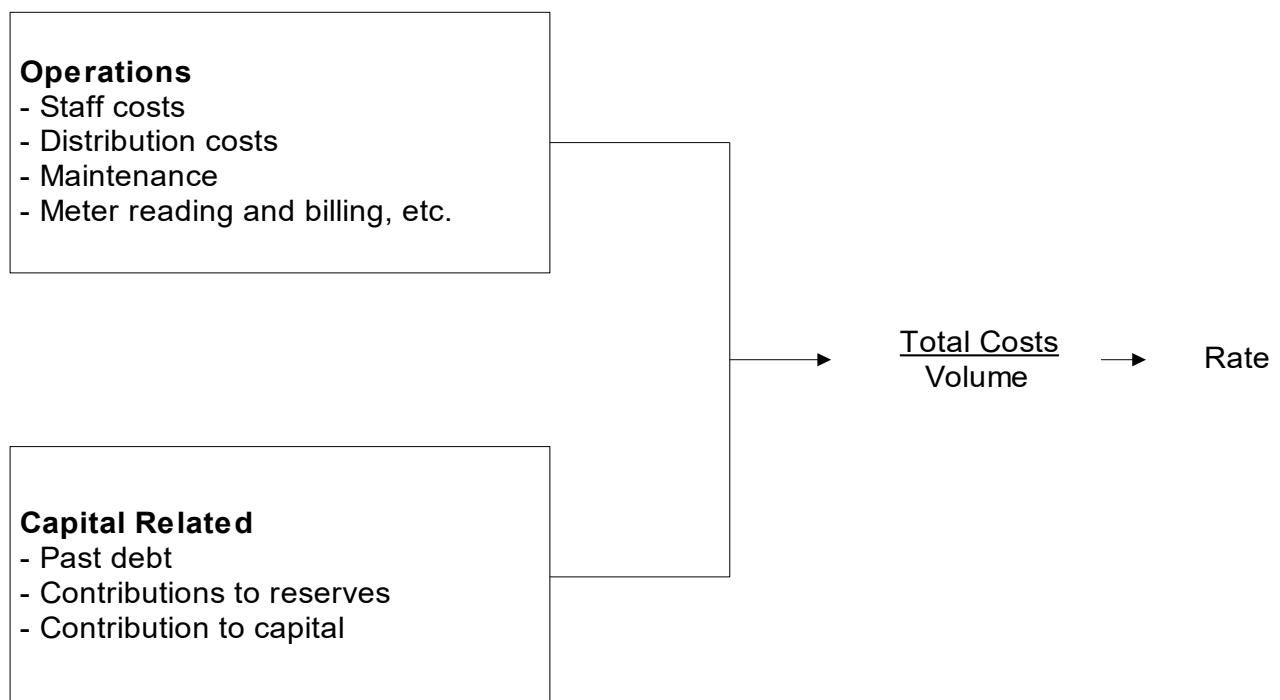 Operations
- Staff costs
- Distribution costs
- Maintenance
- Meter reading and billing, etc.
Total Costs
Volume
Rate
Capital Related
- Past debt
- Contributions to reserves
- Contribution to capital